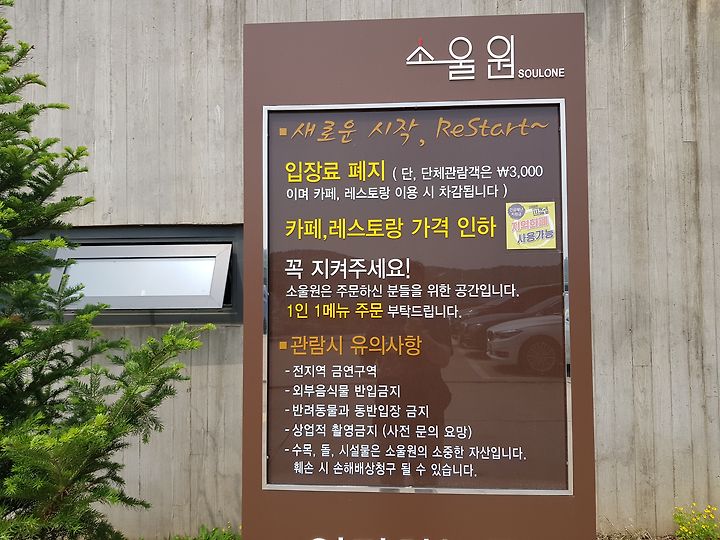 소울원
SOULONE
새로운 시작, ReStart~
입장료 폐지 ( 단, 단체관람객은 ₩3,000
이며 카페, 레스토랑 이용 시 차감됩니다 )
카페,레스토랑 가격 인하
지역화폐
사용가능
꼭 지켜주세요!
소울원은 주문하신 분들을 위한 공간입니다.
1인 1메뉴 주문 부탁드립니다.
관람시 유의사항
- 전지역 금연구역
- 외부음식물 반입금지
- 반려동물과 동반입장 금지
- 상업적 촬영금지 (사전 문의 요망)
- 수목, 돌, 시설물은 소울원의 소중한 자산입니다.
훼손 시 손해배상청구 될 수 있습니다.